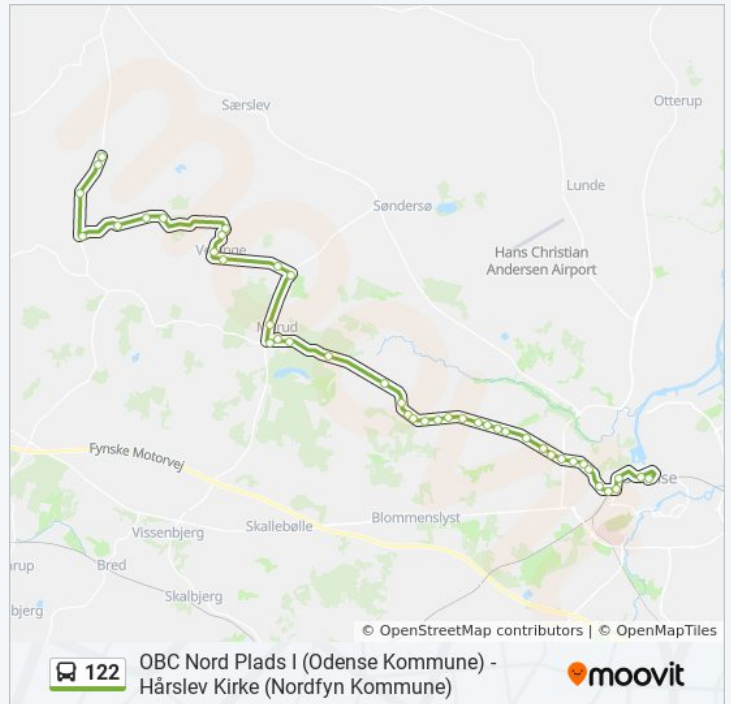 Særslev
Otterup
Lunde
Søndersø
Hans Christian
Andersen Airport
Fynske Motorvej
Blommenslyst
Skallebølle
Vissenbjerg
Bred
Skalbjerg
© OpenStreetMap contributors | © OpenMapTiles
122
OBC Nord Plads I (Odense Kommune) -
Hårslev Kirke (Nordfyn Kommune)
moovit